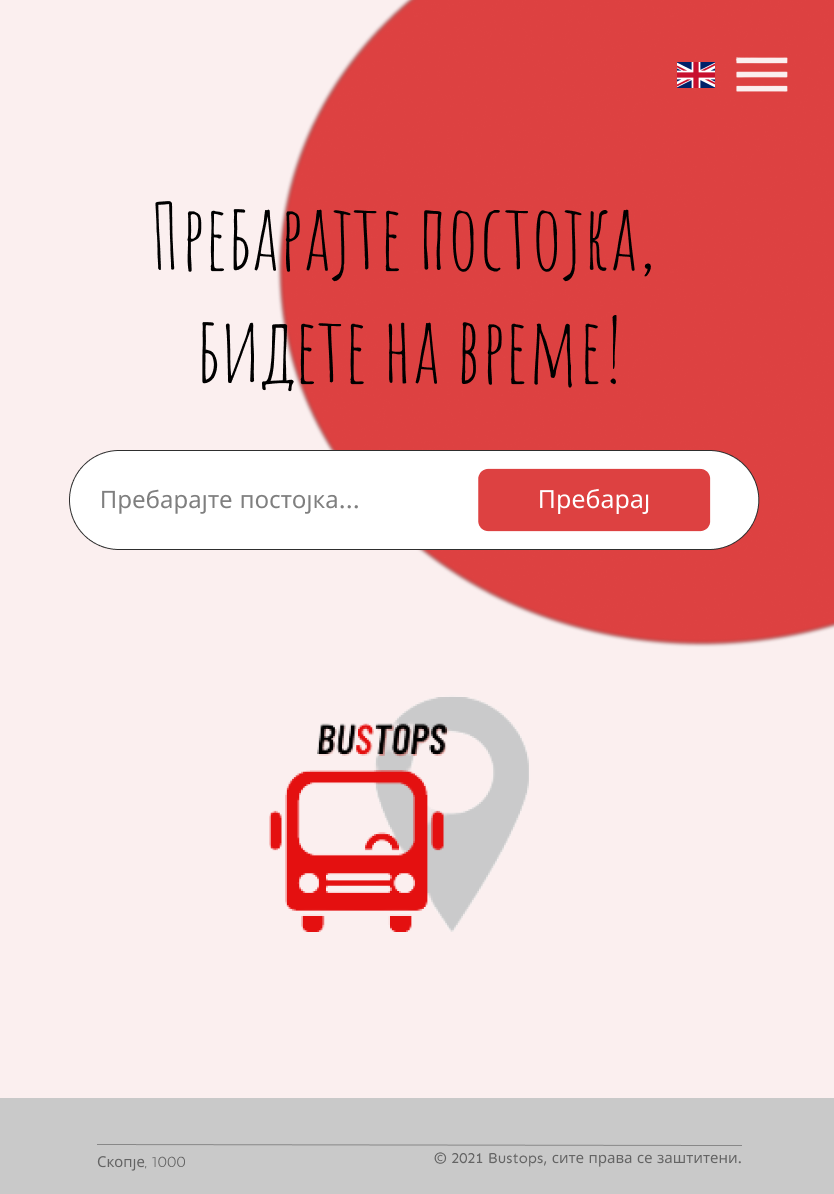 Пребарајте постојка,
бидете на време!
Пребарајте постојка...
Пребарај
BUSTOPS
Скопје, 1000
© 2021 Bustops, сите права се заштитени.